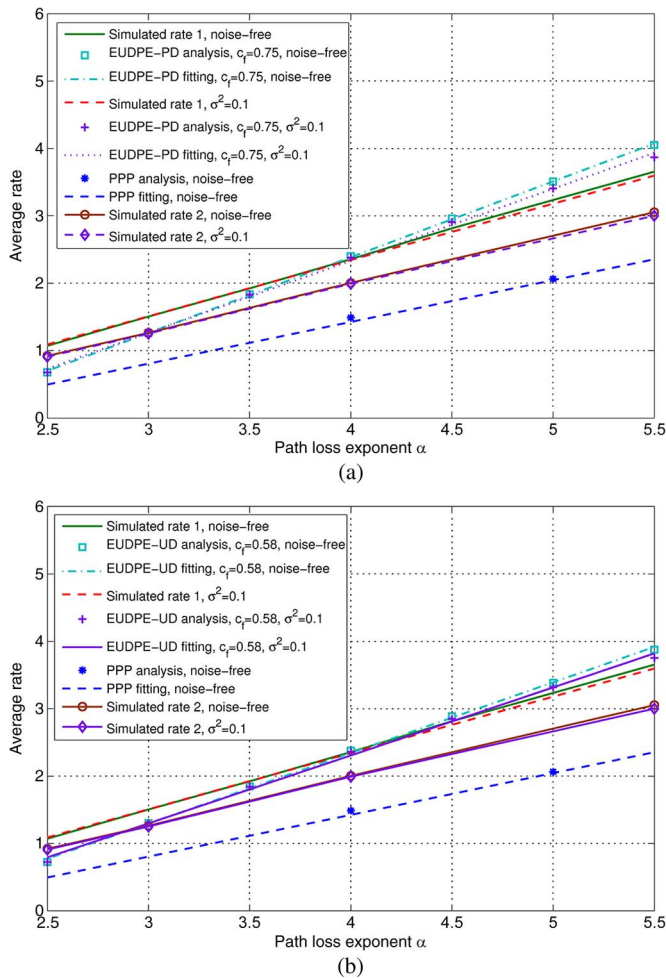 6
5
4
3
2
1
0
Average rate
Simulated rate 1, noise-free
EUDPE-PD analysis, c_f=0.75, noise-free
EUDPE-PD fitting, c_f=0.75, noise-free
Simulated rate 1, σ²=0.1
EUDPE-PD analysis, c_f=0.75, σ²=0.1
EUDPE-PD fitting, c_f=0.75, σ²=0.1
PPP analysis, noise-free
PPP fitting, noise-free
Simulated rate 2, noise-free
Simulated rate 2, σ²=0.1
2.5 3 3.5 4 4.5 5 5.5
Path loss exponent α
(a)
6
5
4
3
2
1
0
Average rate
Simulated rate 1, noise-free
EUDPE-UD analysis, c_f=0.58, noise-free
EUDPE-UD fitting, c_f=0.58, noise-free
Simulated rate 1, σ²=0.1
EUDPE-UD analysis, c_f=0.58, σ²=0.1
EUDPE-UD fitting, c_f=0.58, σ²=0.1
PPP analysis, noise-free
PPP fitting, noise-free
Simulated rate 2, noise-free
Simulated rate 2, σ²=0.1
2.5 3 3.5 4 4.5 5 5.5
Path loss exponent α
(b)